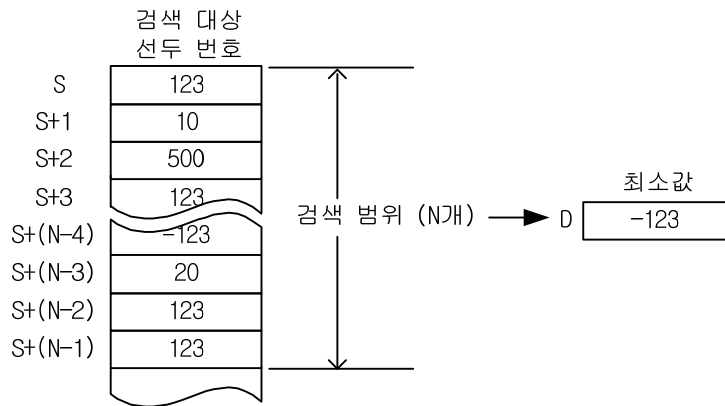 검색 대상
선두 번호
S 123
S+1 10
S+2 500
S+3 123
S+(N-4) -123
S+(N-3) 20
S+(N-2) 123
S+(N-1) 123
검색 범위 (N개)
최소값
D -123